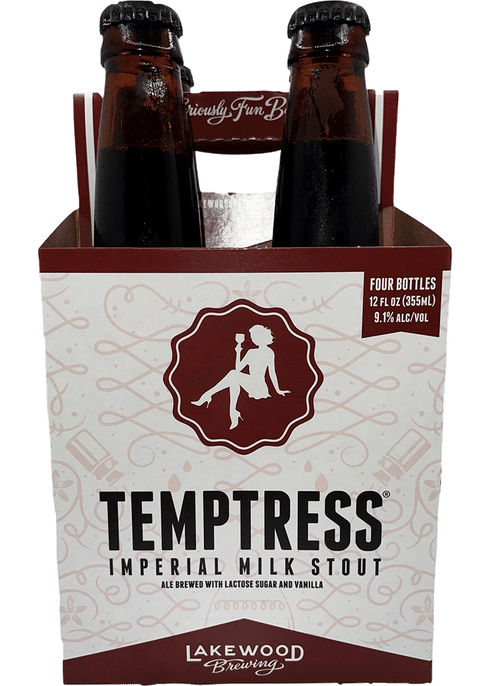 Fun
FOUR BOTTLES
12 FL OZ (355ML)
9.1% ALC/VOL
TEMPTRESS®
IMPERIAL MILK STOUT
ALE BREWED WITH LACTOSE SUGAR AND VANILLA
LAKEWOOD
Brewing